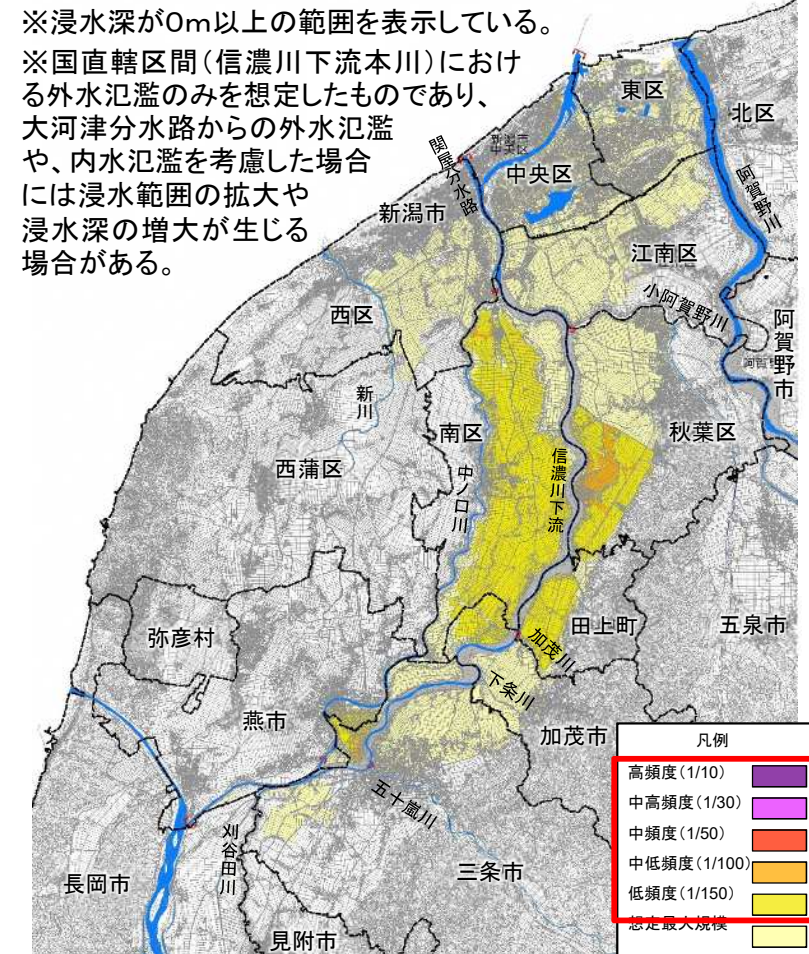 ※浸水深が0m以上の範囲を表示している。
※国直轄区間（信濃川下流本川）におけ
る外水氾濫のみを想定したものであり、
大河津分水路からの外水氾濫
や、内水氾濫を考慮した場合
には浸水範囲の拡大や
浸水深の増大が生じる
場合がある。
東区
北区
関屋分水路
中央区
阿賀野川
新潟市
江南区
小阿賀野川
西区
阿賀野市
新川
南区
秋葉区
西蒲区
中ノ口川
信濃川下流
弥彦村
田上町
五泉市
加茂川
下条川
燕市
加茂市
五十嵐川
刈谷田川
長岡市
三条市
見附市
凡例
高頻度（1/10）
中高頻度（1/30）
中頻度（1/50）
中低頻度（1/100）
低頻度（1/150）
想定最大規模